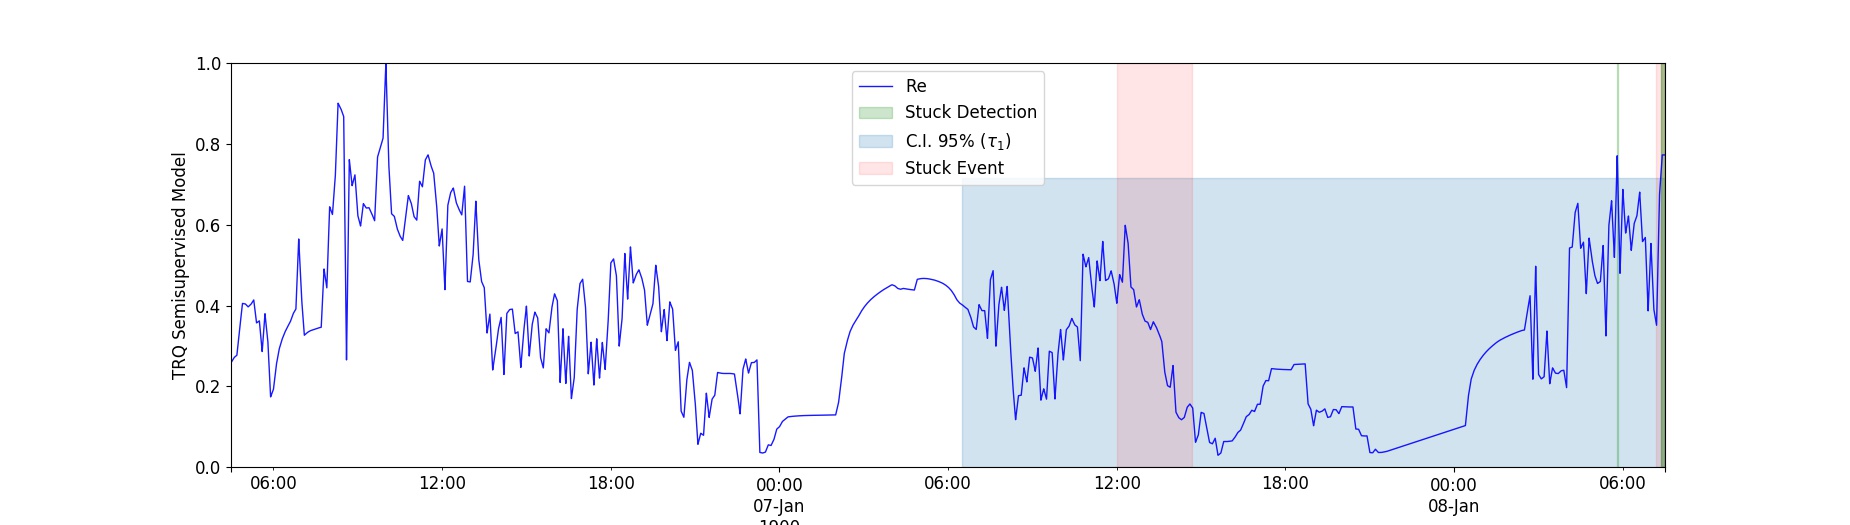 TRQ Semisupervised Model
1.0
0.8
0.6
0.4
0.2
0.0
Re
Stuck Detection
C.I. 95% (τ₁)
Stuck Event
06:00 12:00 18:00 00:00 06:00 12:00 18:00 00:00 06:00
07-Jan 08-Jan
1900